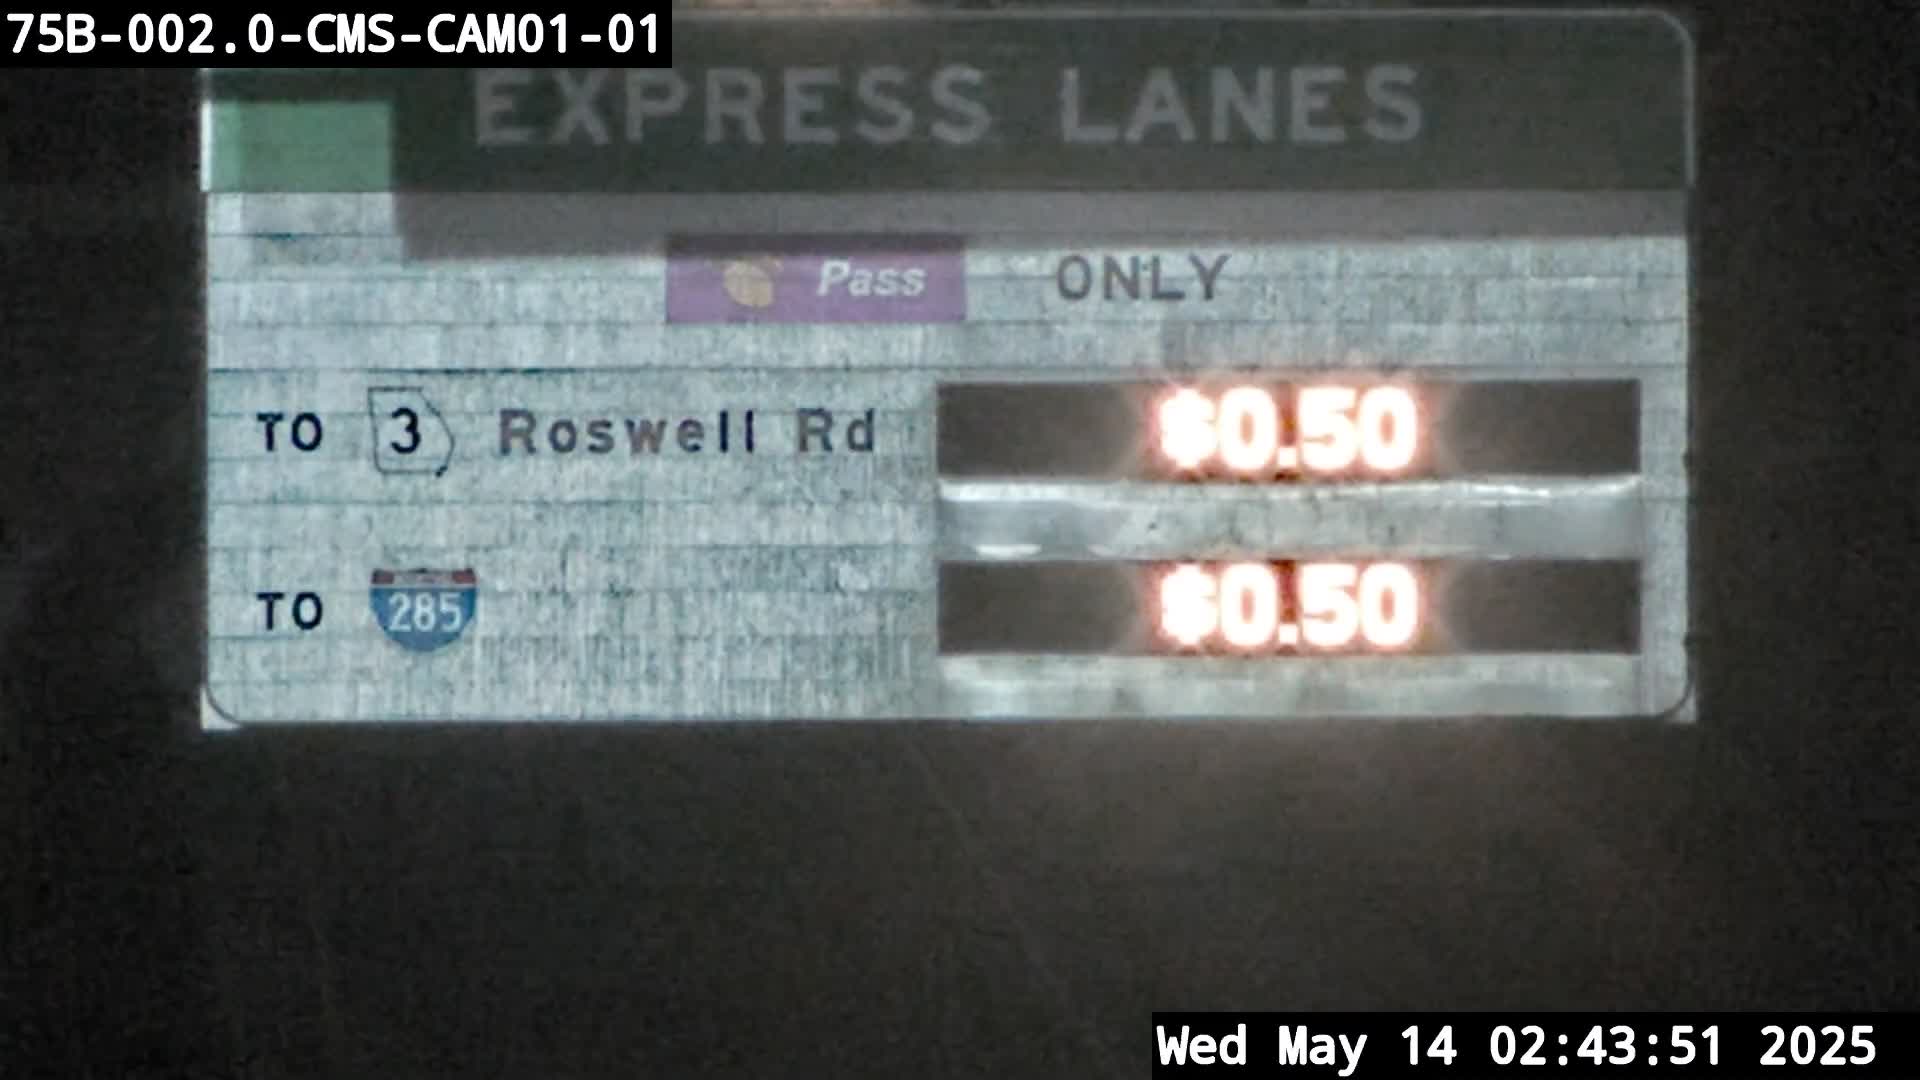 75B-002.0-CMS-CAM01-01
EXPRESS LANES
Pass ONLY
TO 3 Roswell Rd $0.50
TO 285 $0.50
Wed May 14 02:43:51 2025